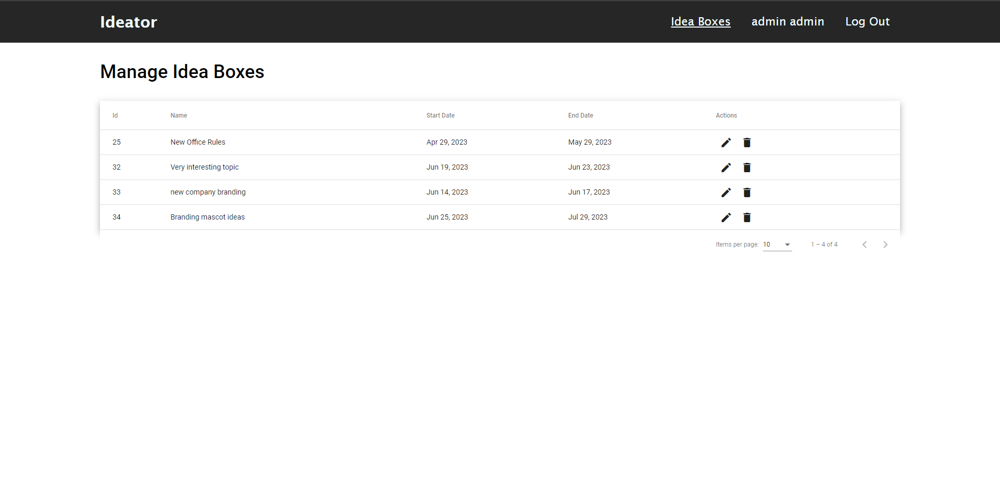 Ideator Idea Boxes admin admin Log Out
Manage Idea Boxes
Id Name Start Date End Date Actions
25 New Office Rules Apr 29, 2023 May 29, 2023
32 Very interesting topic Jun 19, 2023 Jun 23, 2023
33 new company branding Jun 14, 2023 Jun 17, 2023
34 Branding mascot ideas Jun 25, 2023 Jul 29, 2023
Items per page: 10 1 – 4 of 4